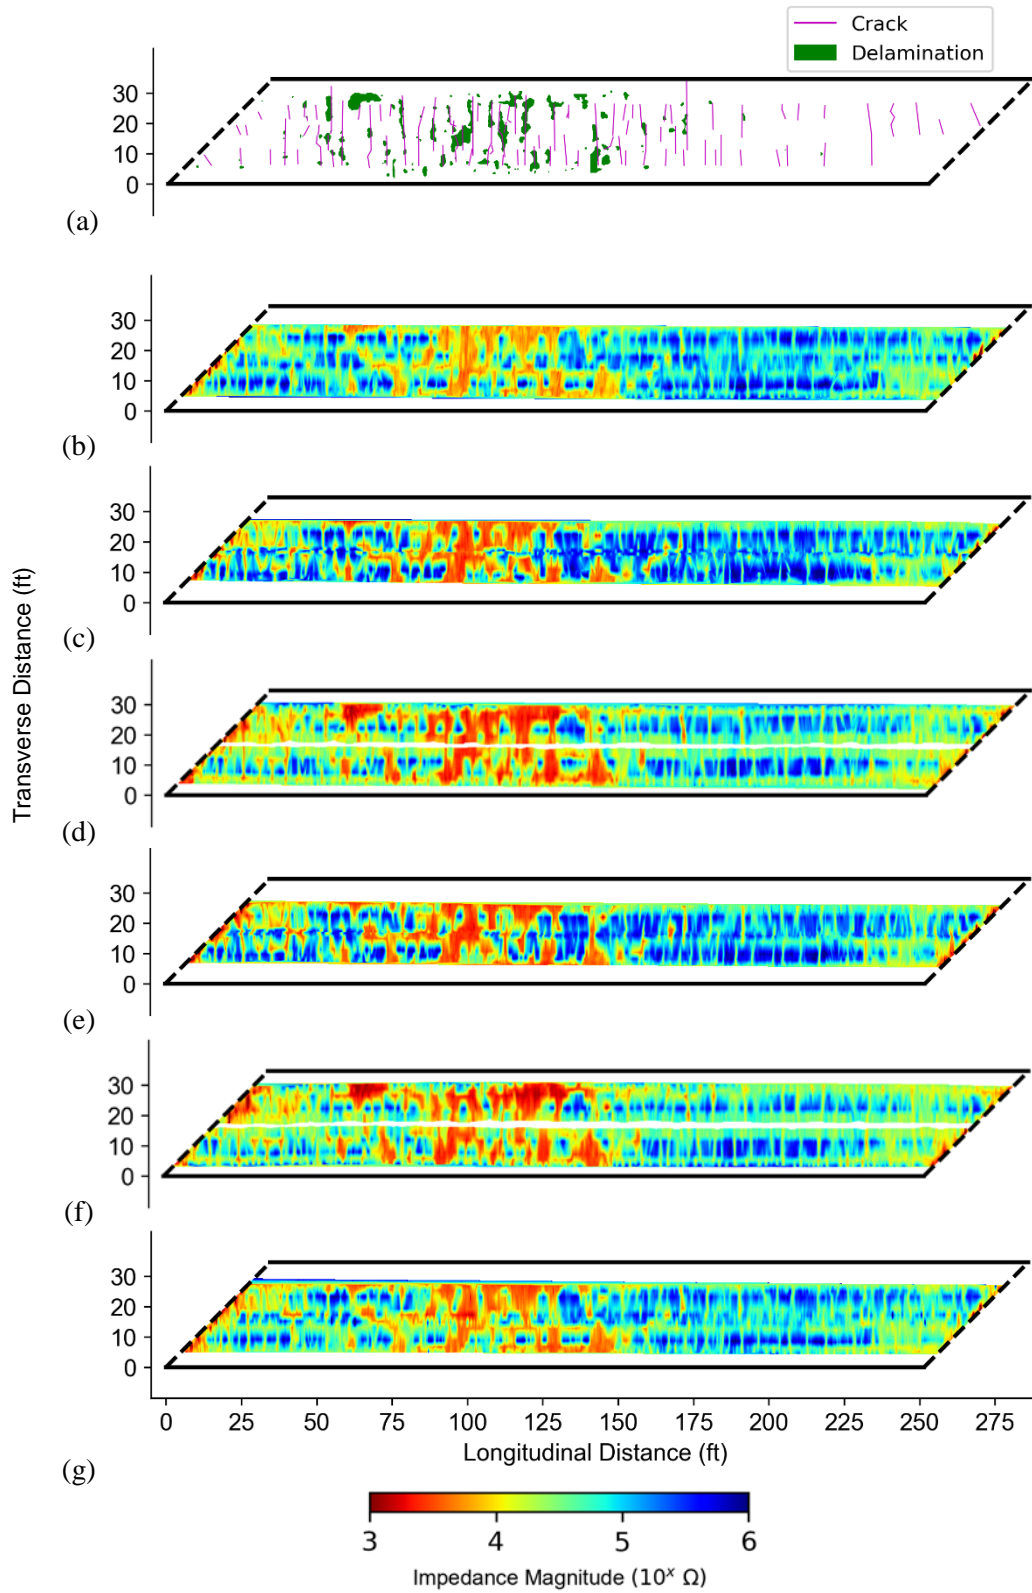 Crack
Delamination
30
20
10
0
(a)
30
20
10
0
(b)
30
20
10
0
(c)
Transverse Distance (ft)
30
20
10
0
(d)
30
20
10
0
(e)
30
20
10
0
(f)
30
20
10
0
0 25 50 75 100 125 150 175 200 225 250 275
Longitudinal Distance (ft)
(g)
3 4 5 6
Impedance Magnitude (10^x Ω)